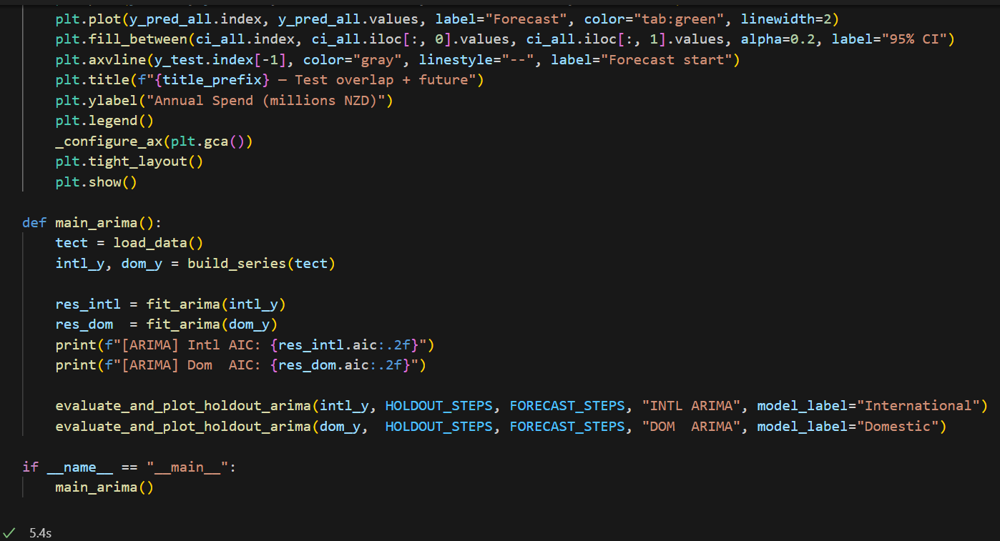 plt.plot(y_pred_all.index, y_pred_all.values, label="Forecast", color="tab:green", linewidth=2)
plt.fill_between(ci_all.index, ci_all.iloc[:, 0].values, ci_all.iloc[:, 1].values, alpha=0.2, label="95% CI")
plt.axvline(y_test.index[-1], color="gray", linestyle="--", label="Forecast start")
plt.title(f"{title_prefix} — Test overlap + future")
plt.ylabel("Annual Spend (millions NZD)")
plt.legend()
_configure_ax(plt.gca())
plt.tight_layout()
plt.show()
def main_arima():
tect = load_data()
intl_y, dom_y = build_series(tect)
res_intl = fit_arima(intl_y)
res_dom  = fit_arima(dom_y)
print(f"[ARIMA] Intl AIC: {res_intl.aic:.2f}")
print(f"[ARIMA] Dom  AIC: {res_dom.aic:.2f}")
evaluate_and_plot_holdout_arima(intl_y, HOLDOUT_STEPS, FORECAST_STEPS, "INTL ARIMA", model_label="International")
evaluate_and_plot_holdout_arima(dom_y,  HOLDOUT_STEPS, FORECAST_STEPS, "DOM  ARIMA", model_label="Domestic")
if __name__ == "__main__":
main_arima()
5.4s